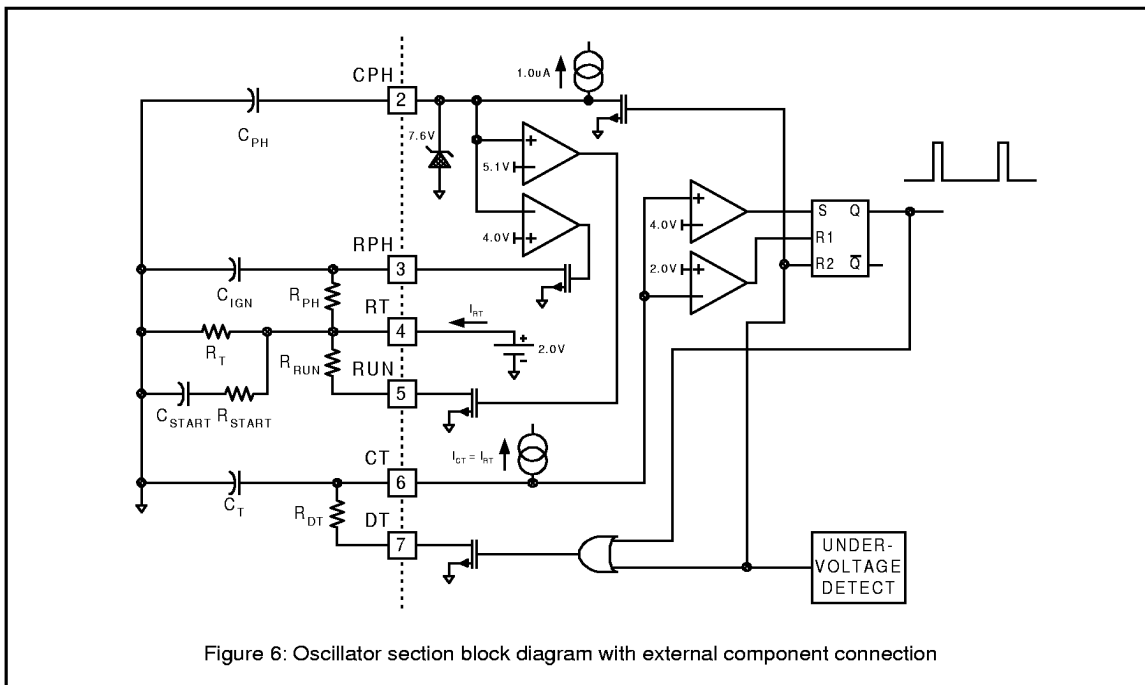 CPH
2
1.0uA
C_PH
7.6V
+
5.1V
−
−
4.0V
+
+
4.0V
−
S Q
R1
R2 Q̅
2.0V
+
−
RPH
3
C_IGN
R_PH
RT
4
I_RT
R_T
R_RUN
+
2.0V
-
RUN
5
C_START R_START
CT
6
I_CT = I_RT
C_T
R_DT
DT
7
UNDER-
VOLTAGE
DETECT
Figure 6: Oscillator section block diagram with external component connection